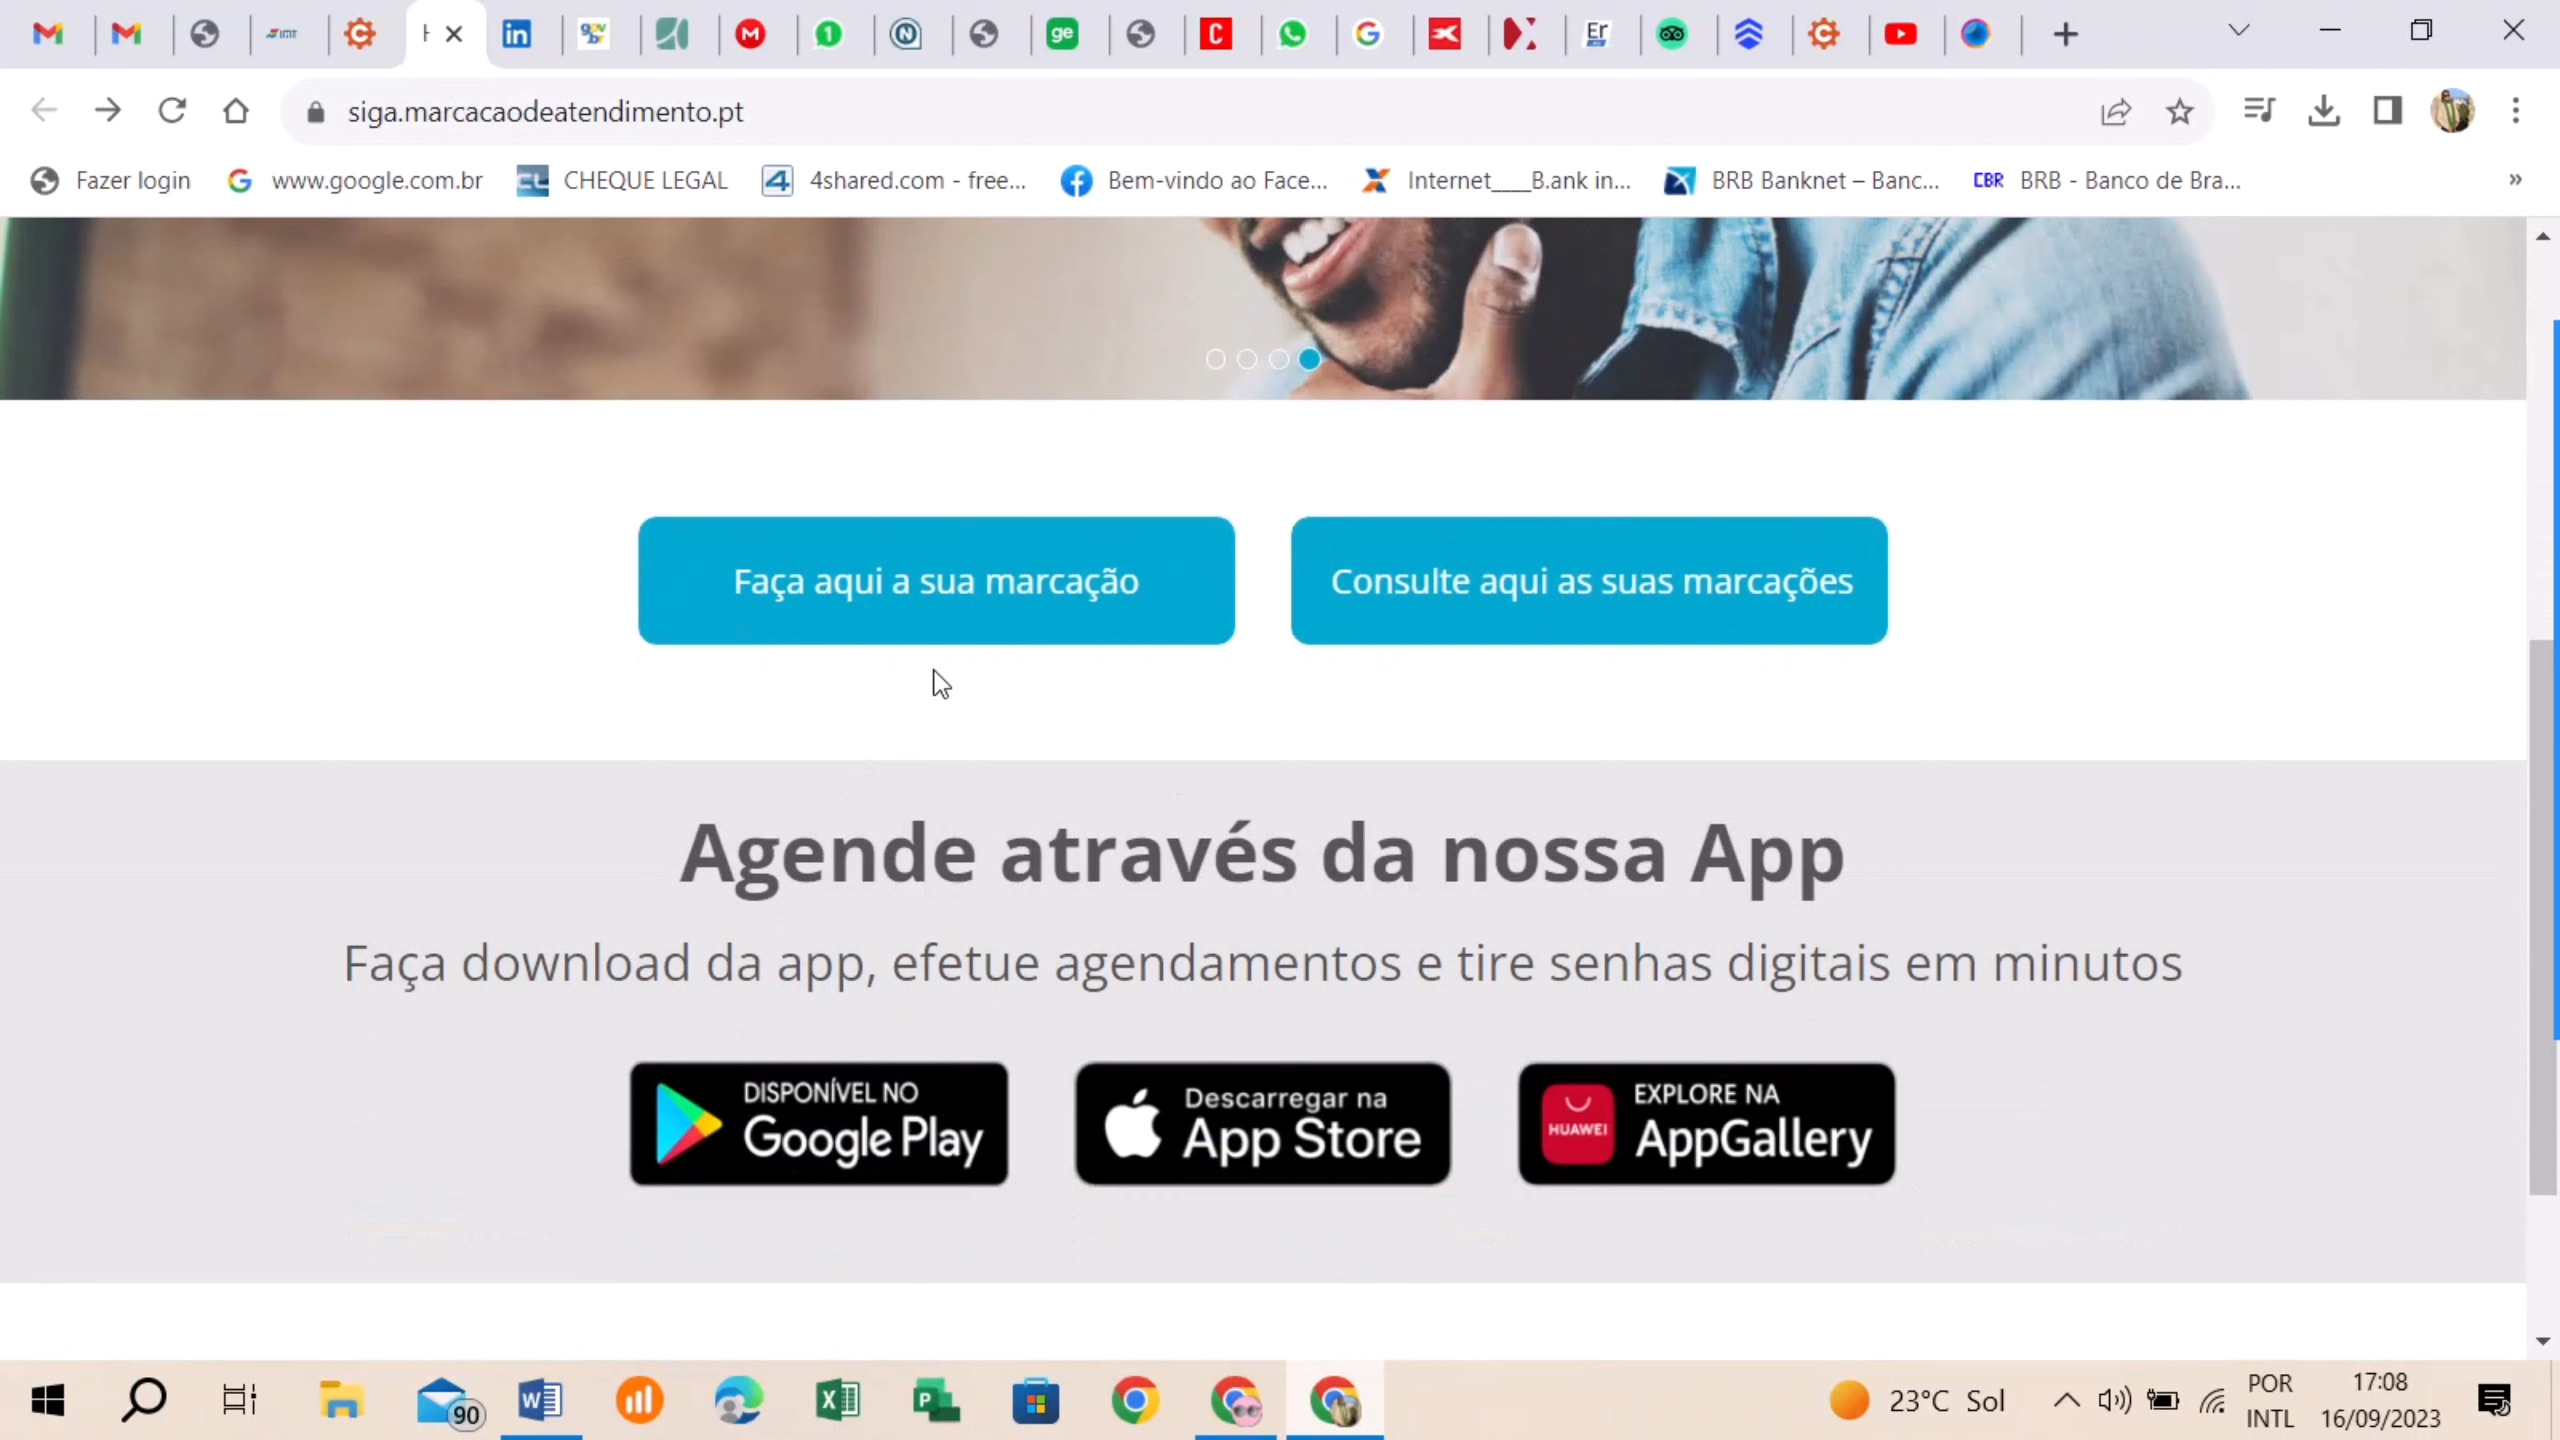 siga.marcacaodeatendimento.pt
Fazer login
www.google.com.br
CHEQUE LEGAL
4shared.com - free...
Bem-vindo ao Face...
Internet____B.ank in...
BRB Banknet – Banc...
CBR BRB - Banco de Bra...
Faça aqui a sua marcação
Consulte aqui as suas marcações
Agende através da nossa App
Faça download da app, efetue agendamentos e tire senhas digitais em minutos
DISPONÍVEL NO
Google Play
Descarregar na
App Store
HUAWEI
EXPLORE NA
AppGallery
90
23°C Sol
POR
INTL
17:08
16/09/2023